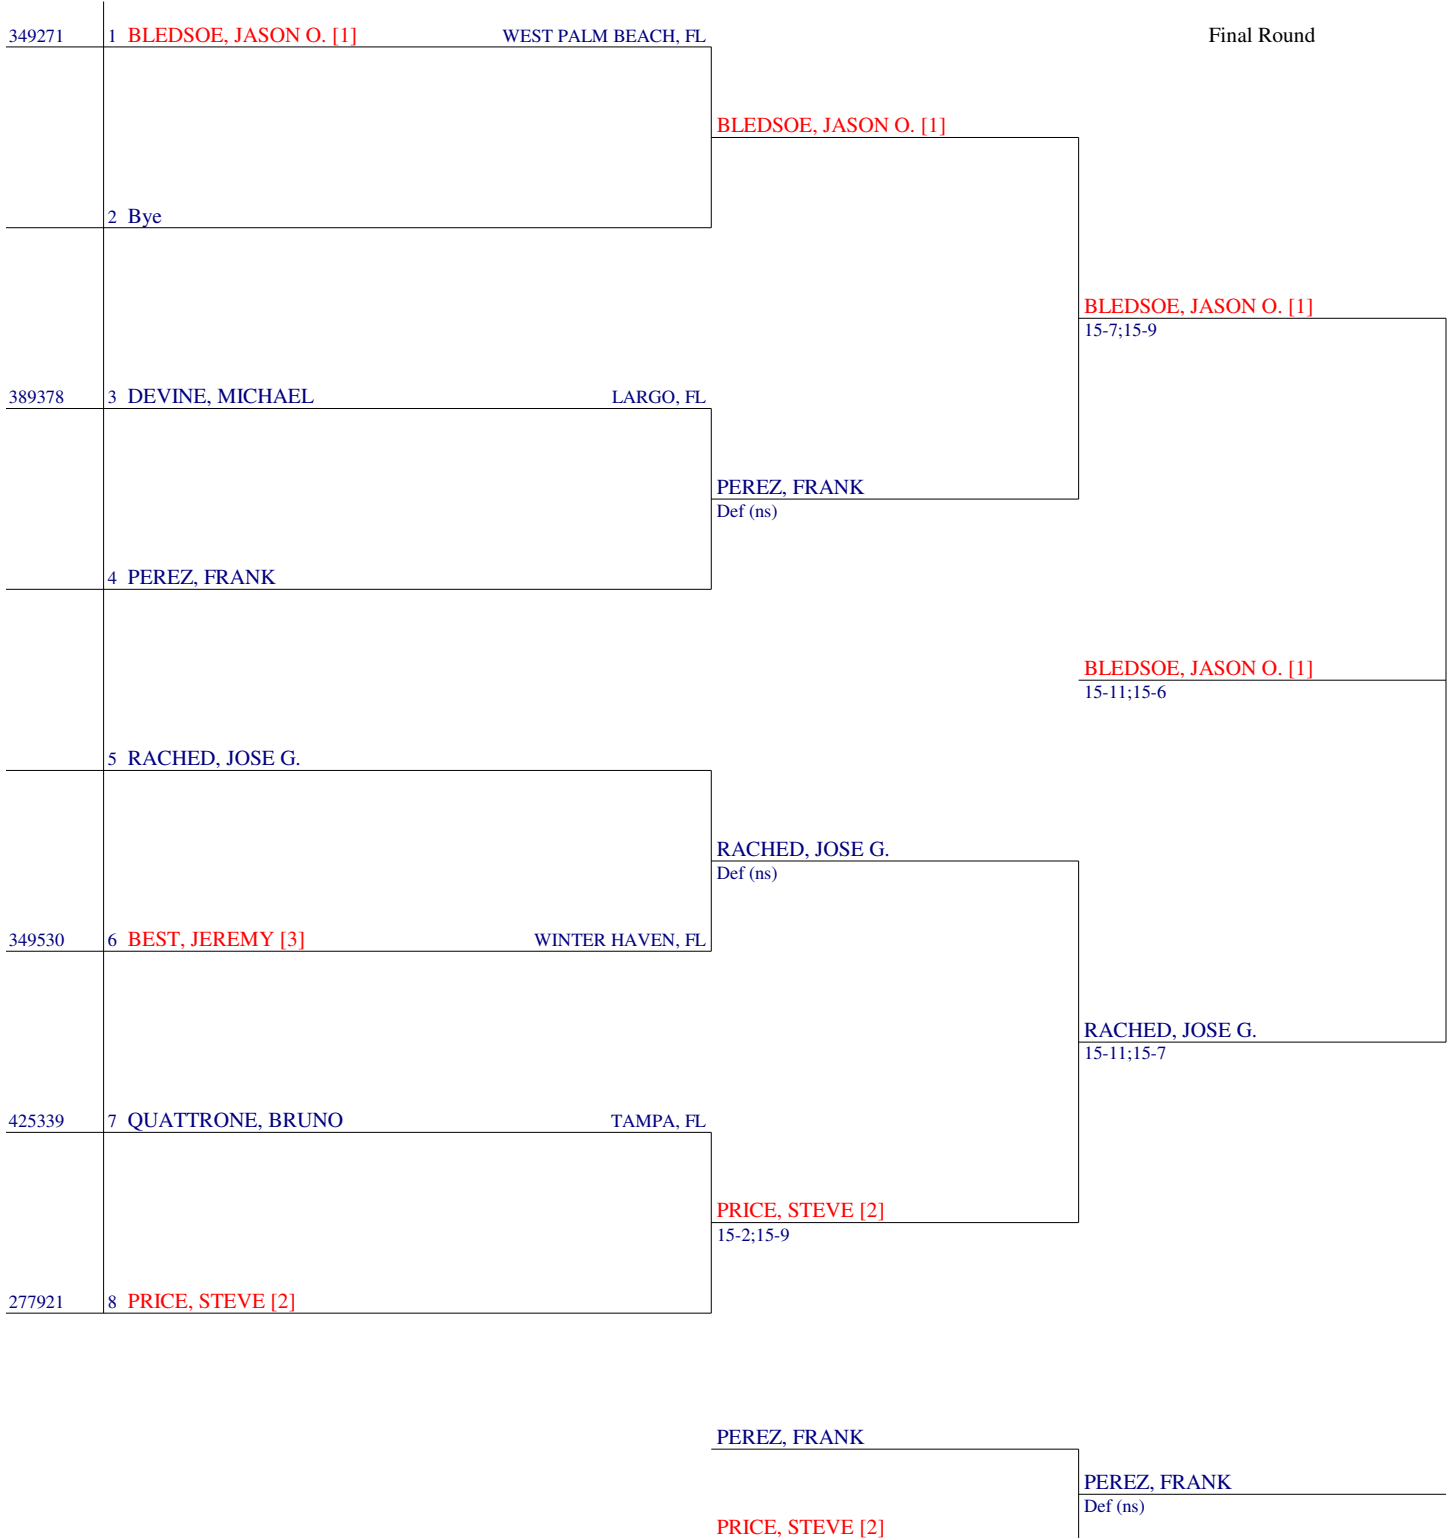 349271 1 BLEDSOE, JASON O. [1] WEST PALM BEACH, FL Final Round
BLEDSOE, JASON O. [1]
2 Bye
BLEDSOE, JASON O. [1]
15-7;15-9
389378 3 DEVINE, MICHAEL LARGO, FL
PEREZ, FRANK
Def (ns)
4 PEREZ, FRANK
BLEDSOE, JASON O. [1]
15-11;15-6
5 RACHED, JOSE G.
RACHED, JOSE G.
Def (ns)
349530 6 BEST, JEREMY [3] WINTER HAVEN, FL
RACHED, JOSE G.
15-11;15-7
425339 7 QUATTRONE, BRUNO TAMPA, FL
PRICE, STEVE [2]
15-2;15-9
277921 8 PRICE, STEVE [2]
PEREZ, FRANK
PEREZ, FRANK
Def (ns)
PRICE, STEVE [2]